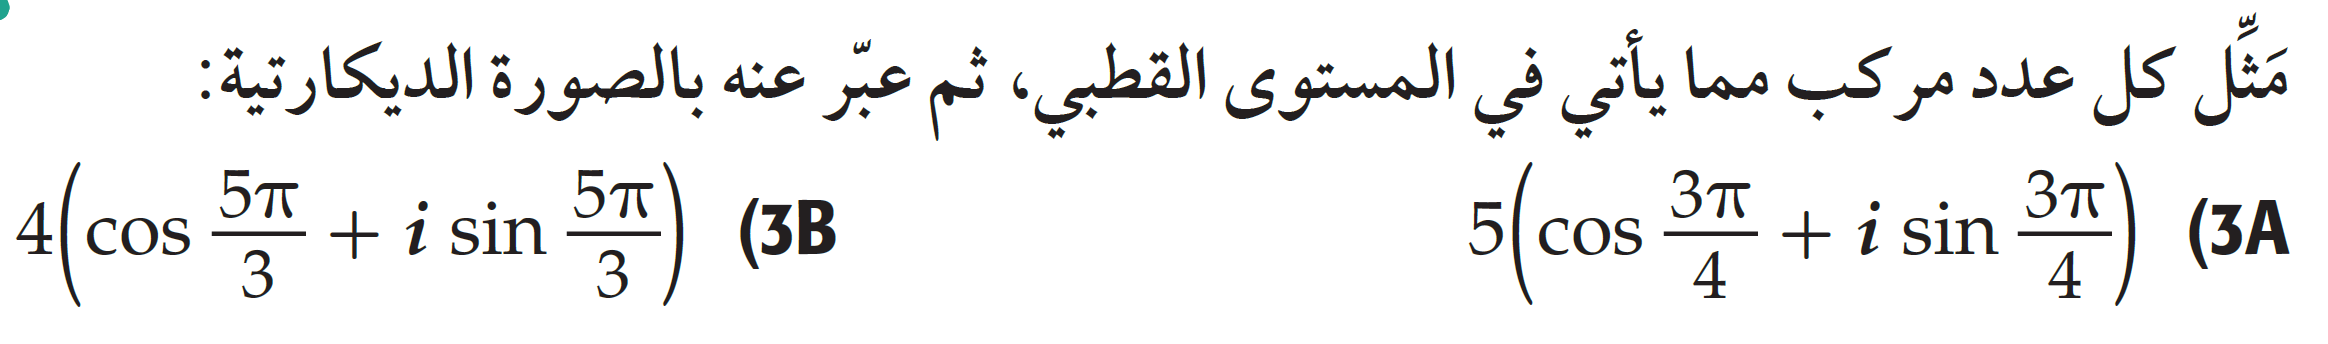 مَثِّل كل عدد مركب مما يأتي في المستوى القطبي، ثم عبّر عنه بالصورة الديكارتية:
(3A 5(cos 3π/4 + i sin 3π/4) (3B 4(cos 5π/3 + i sin 5π/3)